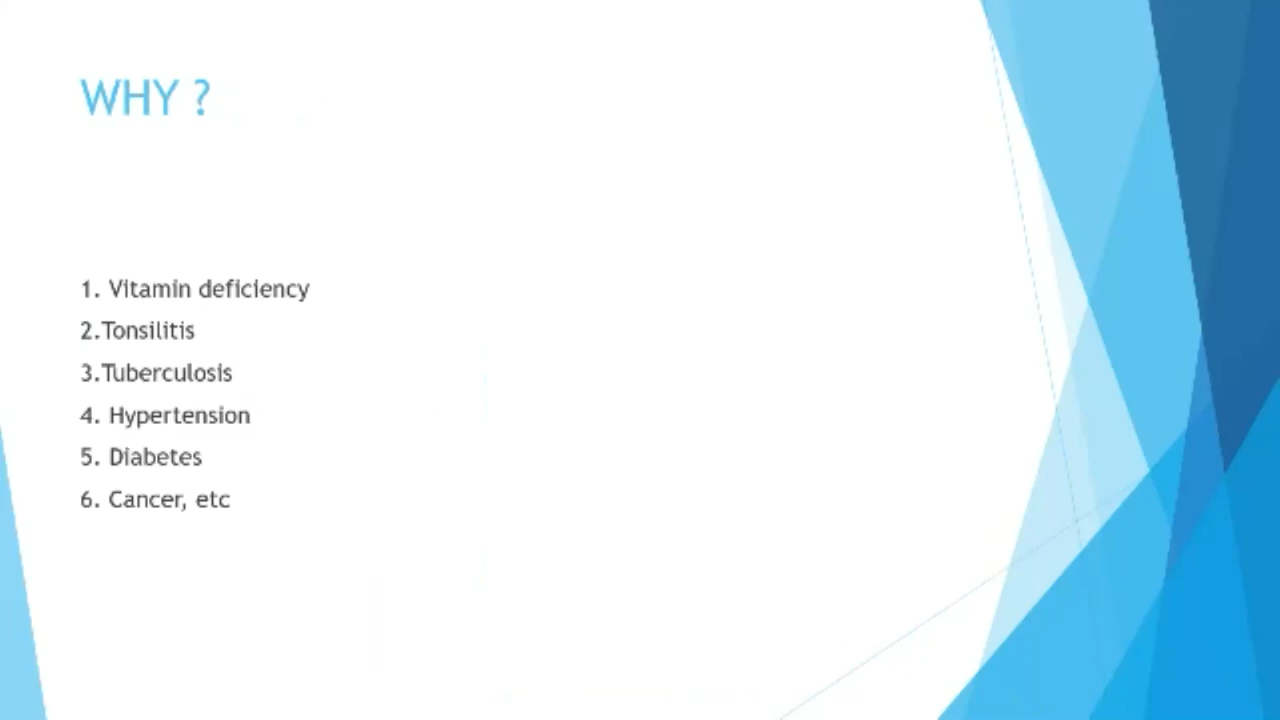 WHY ?
1. Vitamin deficiency
2.Tonsilitis
3.Tuberculosis
4. Hypertension
5. Diabetes
6. Cancer, etc